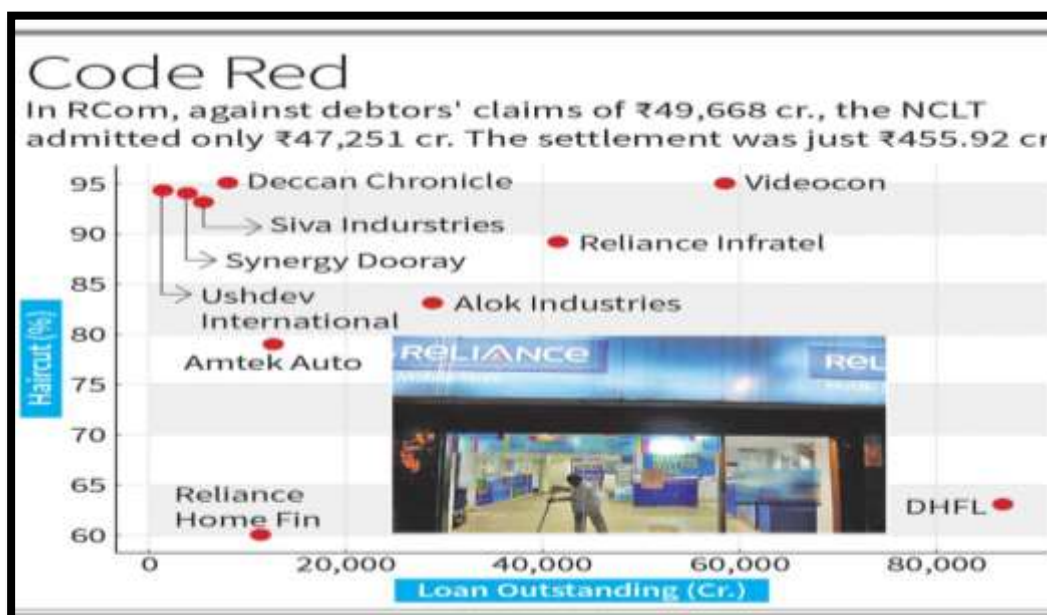 Code Red
In RCom, against debtors' claims of ₹49,668 cr., the NCLT
admitted only ₹47,251 cr. The settlement was just ₹455.92 cr
95
Deccan Chronicle
Videocon
Siva Indurstries
90
Reliance Infratel
Synergy Dooray
85
Ushdev
International
Alok Industries
80
Amtek Auto
RELIANCE
REL
75
70
65
Reliance
Home Fin
DHFL
60
Haircut (%)
0
20,000
40,000
60,000
80,000
Loan Outstanding (Cr.)